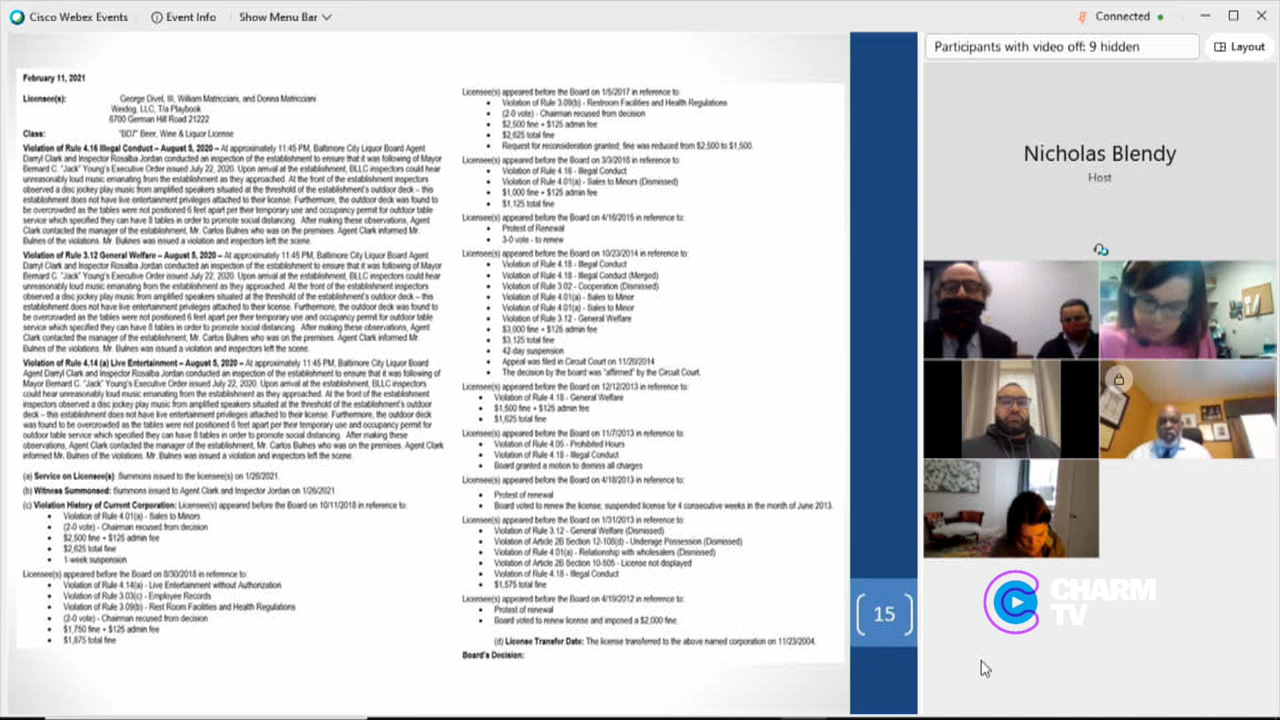 Cisco Webex Events
Event Info
Show Menu Bar
Connected
Participants with video off: 9 hidden
Layout
Nicholas Blendy
Host
February 11, 2021
Licensee(s): George Divel, III, William Matricciani, and Donna Matricciani
Weidog, LLC, T/a Playbook
6700 German Hill Road 21222
Class: "BD7" Beer, Wine & Liquor License
Violation of Rule 4.16 Illegal Conduct – August 5, 2020 – At approximately 11:45 PM, Baltimore City Liquor Board Agent
Darryl Clark and Inspector Rosalba Jordan conducted an inspection of the establishment to ensure that it was following of Mayor
Bernard C. "Jack" Young's Executive Order issued July 22, 2020. Upon arrival at the establishment, BLLC inspectors could hear
unreasonably loud music emanating from the establishment as they approached. At the front of the establishment inspectors
observed a disc jockey play music from amplified speakers situated at the threshold of the establishment's outdoor deck – this
establishment does not have live entertainment privileges attached to their license. Furthermore, the outdoor deck was found to
be overcrowded as the tables were not positioned 6 feet apart per their temporary use and occupancy permit for outdoor table
service which specified they can have 8 tables in order to promote social distancing. After making these observations, Agent
Clark contacted the manager of the establishment, Mr. Carlos Bulnes who was on the premises. Agent Clark informed Mr.
Bulnes of the violations. Mr. Bulnes was issued a violation and inspectors left the scene.
Violation of Rule 3.12 General Welfare – August 5, 2020 – At approximately 11:45 PM, Baltimore City Liquor Board Agent
Darryl Clark and Inspector Rosalba Jordan conducted an inspection of the establishment to ensure that it was following of Mayor
Bernard C. "Jack" Young's Executive Order issued July 22, 2020. Upon arrival at the establishment, BLLC inspectors could hear
unreasonably loud music emanating from the establishment as they approached. At the front of the establishment inspectors
observed a disc jockey play music from amplified speakers situated at the threshold of the establishment's outdoor deck – this
establishment does not have live entertainment privileges attached to their license. Furthermore, the outdoor deck was found to
be overcrowded as the tables were not positioned 6 feet apart per their temporary use and occupancy permit for outdoor table
service which specified they can have 8 tables in order to promote social distancing. After making these observations, Agent
Clark contacted the manager of the establishment, Mr. Carlos Bulnes who was on the premises. Agent Clark informed Mr.
Bulnes of the violations. Mr. Bulnes was issued a violation and inspectors left the scene.
Violation of Rule 4.14 (a) Live Entertainment – August 5, 2020 – At approximately 11:45 PM, Baltimore City Liquor Board
Agent Darryl Clark and Inspector Rosalba Jordan conducted an inspection of the establishment to ensure that it was following of
Mayor Bernard C. "Jack" Young's Executive Order issued July 22, 2020. Upon arrival at the establishment, BLLC inspectors
could hear unreasonably loud music emanating from the establishment as they approached. At the front of the establishment
inspectors observed a disc jockey play music from amplified speakers situated at the threshold of the establishment's outdoor
deck – this establishment does not have live entertainment privileges attached to their license. Furthermore, the outdoor deck
was found to be overcrowded as the tables were not positioned 6 feet apart per their temporary use and occupancy permit for
outdoor table service which specified they can have 8 tables in order to promote social distancing. After making these
observations, Agent Clark contacted the manager of the establishment, Mr. Carlos Bulnes who was on the premises. Agent Clark
informed Mr. Bulnes of the violations. Mr. Bulnes was issued a violation and inspectors left the scene.
(a) Service on Licensee(s): Summons issued to the licensee(s) on 1/26/2021.
(b) Witness Summonsed: Summons issued to Agent Clark and Inspector Jordan on 1/26/2021.
(c) Violation History of Current Corporation: Licensee(s) appeared before the Board on 10/11/2018 in reference to:
• Violation of Rule 4.01(a) - Sales to Minors
• (2-0 vote) - Chairman recused from decision
• $2,500 fine + $125 admin fee
• $2,625 total fine
• 1-week suspension
Licensee(s) appeared before the Board on 8/30/2018 in reference to:
• Violation of Rule 4.14(a) - Live Entertainment without Authorization
• Violation of Rule 3.03(c) - Employee Records
• Violation of Rule 3.09(b) - Rest Room Facilities and Health Regulations
• (2-0 vote) - Chairman recused from decision
• $1,750 fine + $125 admin fee
• $1,875 total fine
Licensee(s) appeared before the Board on 1/5/2017 in reference to:
• Violation of Rule 3.09(b) - Restroom Facilities and Health Regulations
• (2-0 vote) - Chairman recused from decision
• $2,500 fine + $125 admin fee
• $2,625 total fine
• Request for reconsideration granted; fine was reduced from $2,500 to $1,500.
Licensee(s) appeared before the Board on 3/3/2016 in reference to:
• Violation of Rule 4.16 - Illegal Conduct
• Violation of Rule 4.01(a) - Sales to Minors (Dismissed)
• $1,000 fine + $125 admin fee
• $1,125 total fine
Licensee(s) appeared before the Board on 4/16/2015 in reference to:
• Protest of Renewal
• 3-0 vote - to renew
Licensee(s) appeared before the Board on 10/23/2014 in reference to:
• Violation of Rule 4.18 - Illegal Conduct
• Violation of Rule 4.18 - Illegal Conduct (Merged)
• Violation of Rule 3.02 - Cooperation (Dismissed)
• Violation of Rule 4.01(a) - Sales to Minor
• Violation of Rule 4.01(a) - Sales to Minor
• Violation of Rule 3.12 - General Welfare
• $3,000 fine + $125 admin fee
• $3,125 total fine
• 42-day suspension
• Appeal was filed in Circuit Court on 11/20/2014
• The decision by the board was "affirmed" by the Circuit Court.
Licensee(s) appeared before the Board on 12/12/2013 in reference to:
• Violation of Rule 4.18 - General Welfare
• $1,500 fine + $125 admin fee
• $1,625 total fine
Licensee(s) appeared before the Board on 11/7/2013 in reference to:
• Violation of Rule 4.05 - Prohibited Hours
• Violation of Rule 4.18 - Illegal Conduct
• Board granted a motion to dismiss all charges
Licensee(s) appeared before the Board on 4/18/2013 in reference to:
• Protest of renewal
• Board voted to renew the license, suspended license for 4 consecutive weeks in the month of June 2013.
Licensee(s) appeared before the Board on 1/31/2013 in reference to:
• Violation of Rule 3.12 - General Welfare (Dismissed)
• Violation of Article 2B Section 12-108(d) - Underage Possession (Dismissed)
• Violation of Rule 4.01(a) - Relationship with wholesalers (Dismissed)
• Violation of Article 2B Section 10-505 - License not displayed
• Violation of Rule 4.18 - Illegal Conduct
• $1,575 total fine
Licensee(s) appeared before the Board on 4/19/2012 in reference to:
• Protest of renewal
• Board voted to renew license and imposed a $2,000 fine.
(d) License Transfer Date: The license transferred to the above named corporation on 11/23/2004.
Board's Decision:
15
CHARM
TV